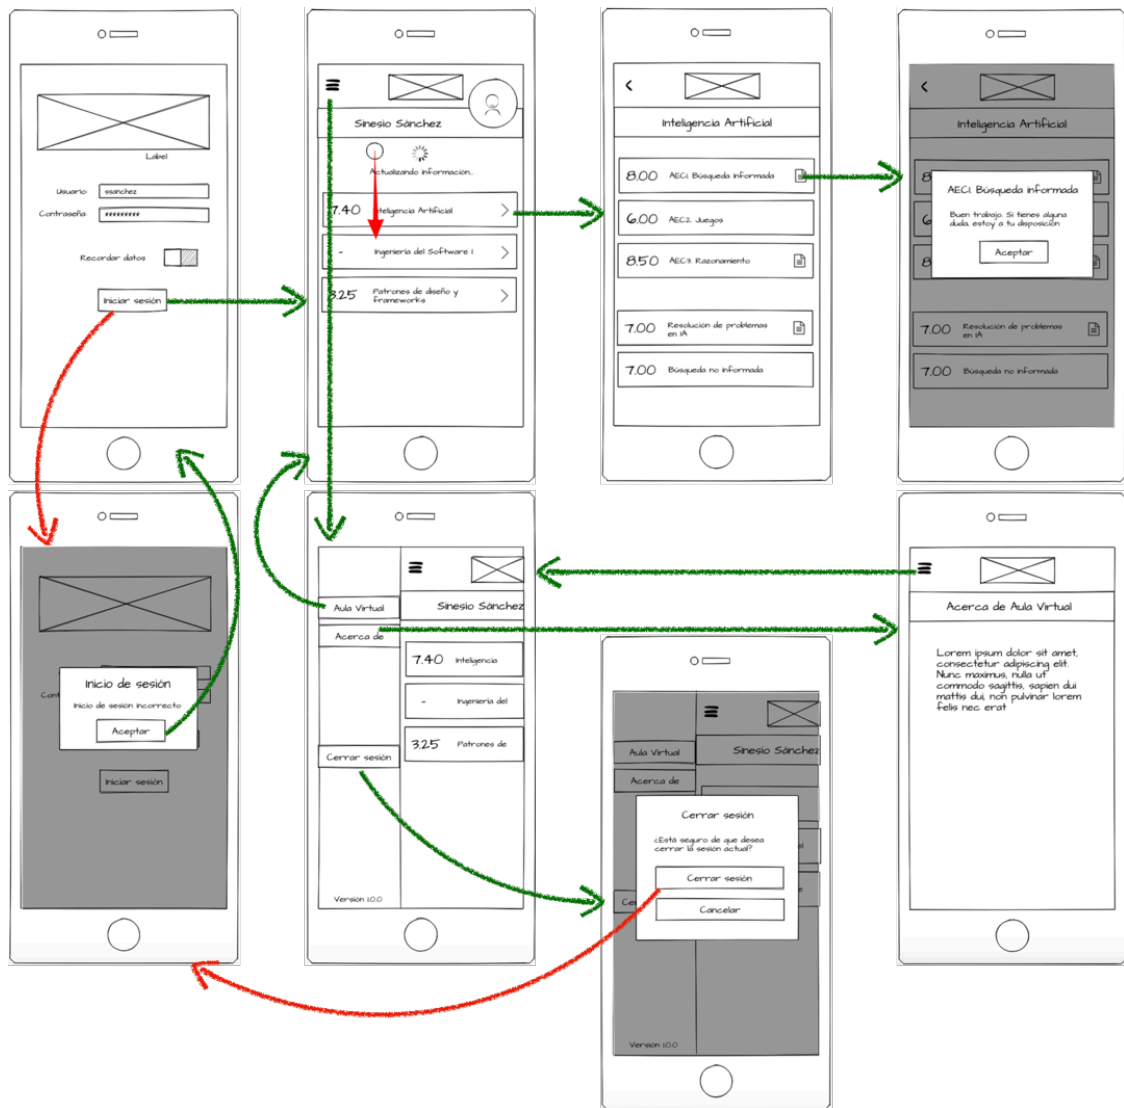 Label
Usuario
ssanchez
Contraseña
*********
Recordar datos
Iniciar sesión
Sinesio Sánchez
Actualizando información...
7.40 Inteligencia Artificial
- Ingeniería del Software I
3.25 Patrones de diseño y
frameworks
Inteligencia Artificial
8.00 AEC1. Búsqueda informada
6.00 AEC2. Juegos
8.50 AEC3. Razonamiento
7.00 Resolución de problemas
en IA
7.00 Búsqueda no informada
Inteligencia Artificial
8
6
8
AEC1. Búsqueda informada
Buen trabajo. Si tienes alguna
duda, estoy a tu disposición
Aceptar
7.00 Resolución de problemas
en IA
7.00 Búsqueda no informada
Cont
Inicio de sesión
Inicio de sesión incorrecto
Aceptar
Iniciar sesión
Aula Virtual
Acerca de
Cerrar sesión
Versión 1.0.0
Sinesio Sánchez
7.40 Inteligencia
- Ingeniería del
3.25 Patrones de
Aula Virtual
Acerca de
Sinesio Sánchez
el
e
Ce
Cerrar sesión
¿Está seguro de que desea
cerrar la sesión actual?
Cerrar sesión
Cancelar
Versión 1.0.0
Acerca de Aula Virtual
Lorem ipsum dolor sit amet,
consectetur adipiscing elit.
Nunc maximus, nulla ut
commodo sagittis, sapien dui
mattis dui, non pulvinar lorem
felis nec erat